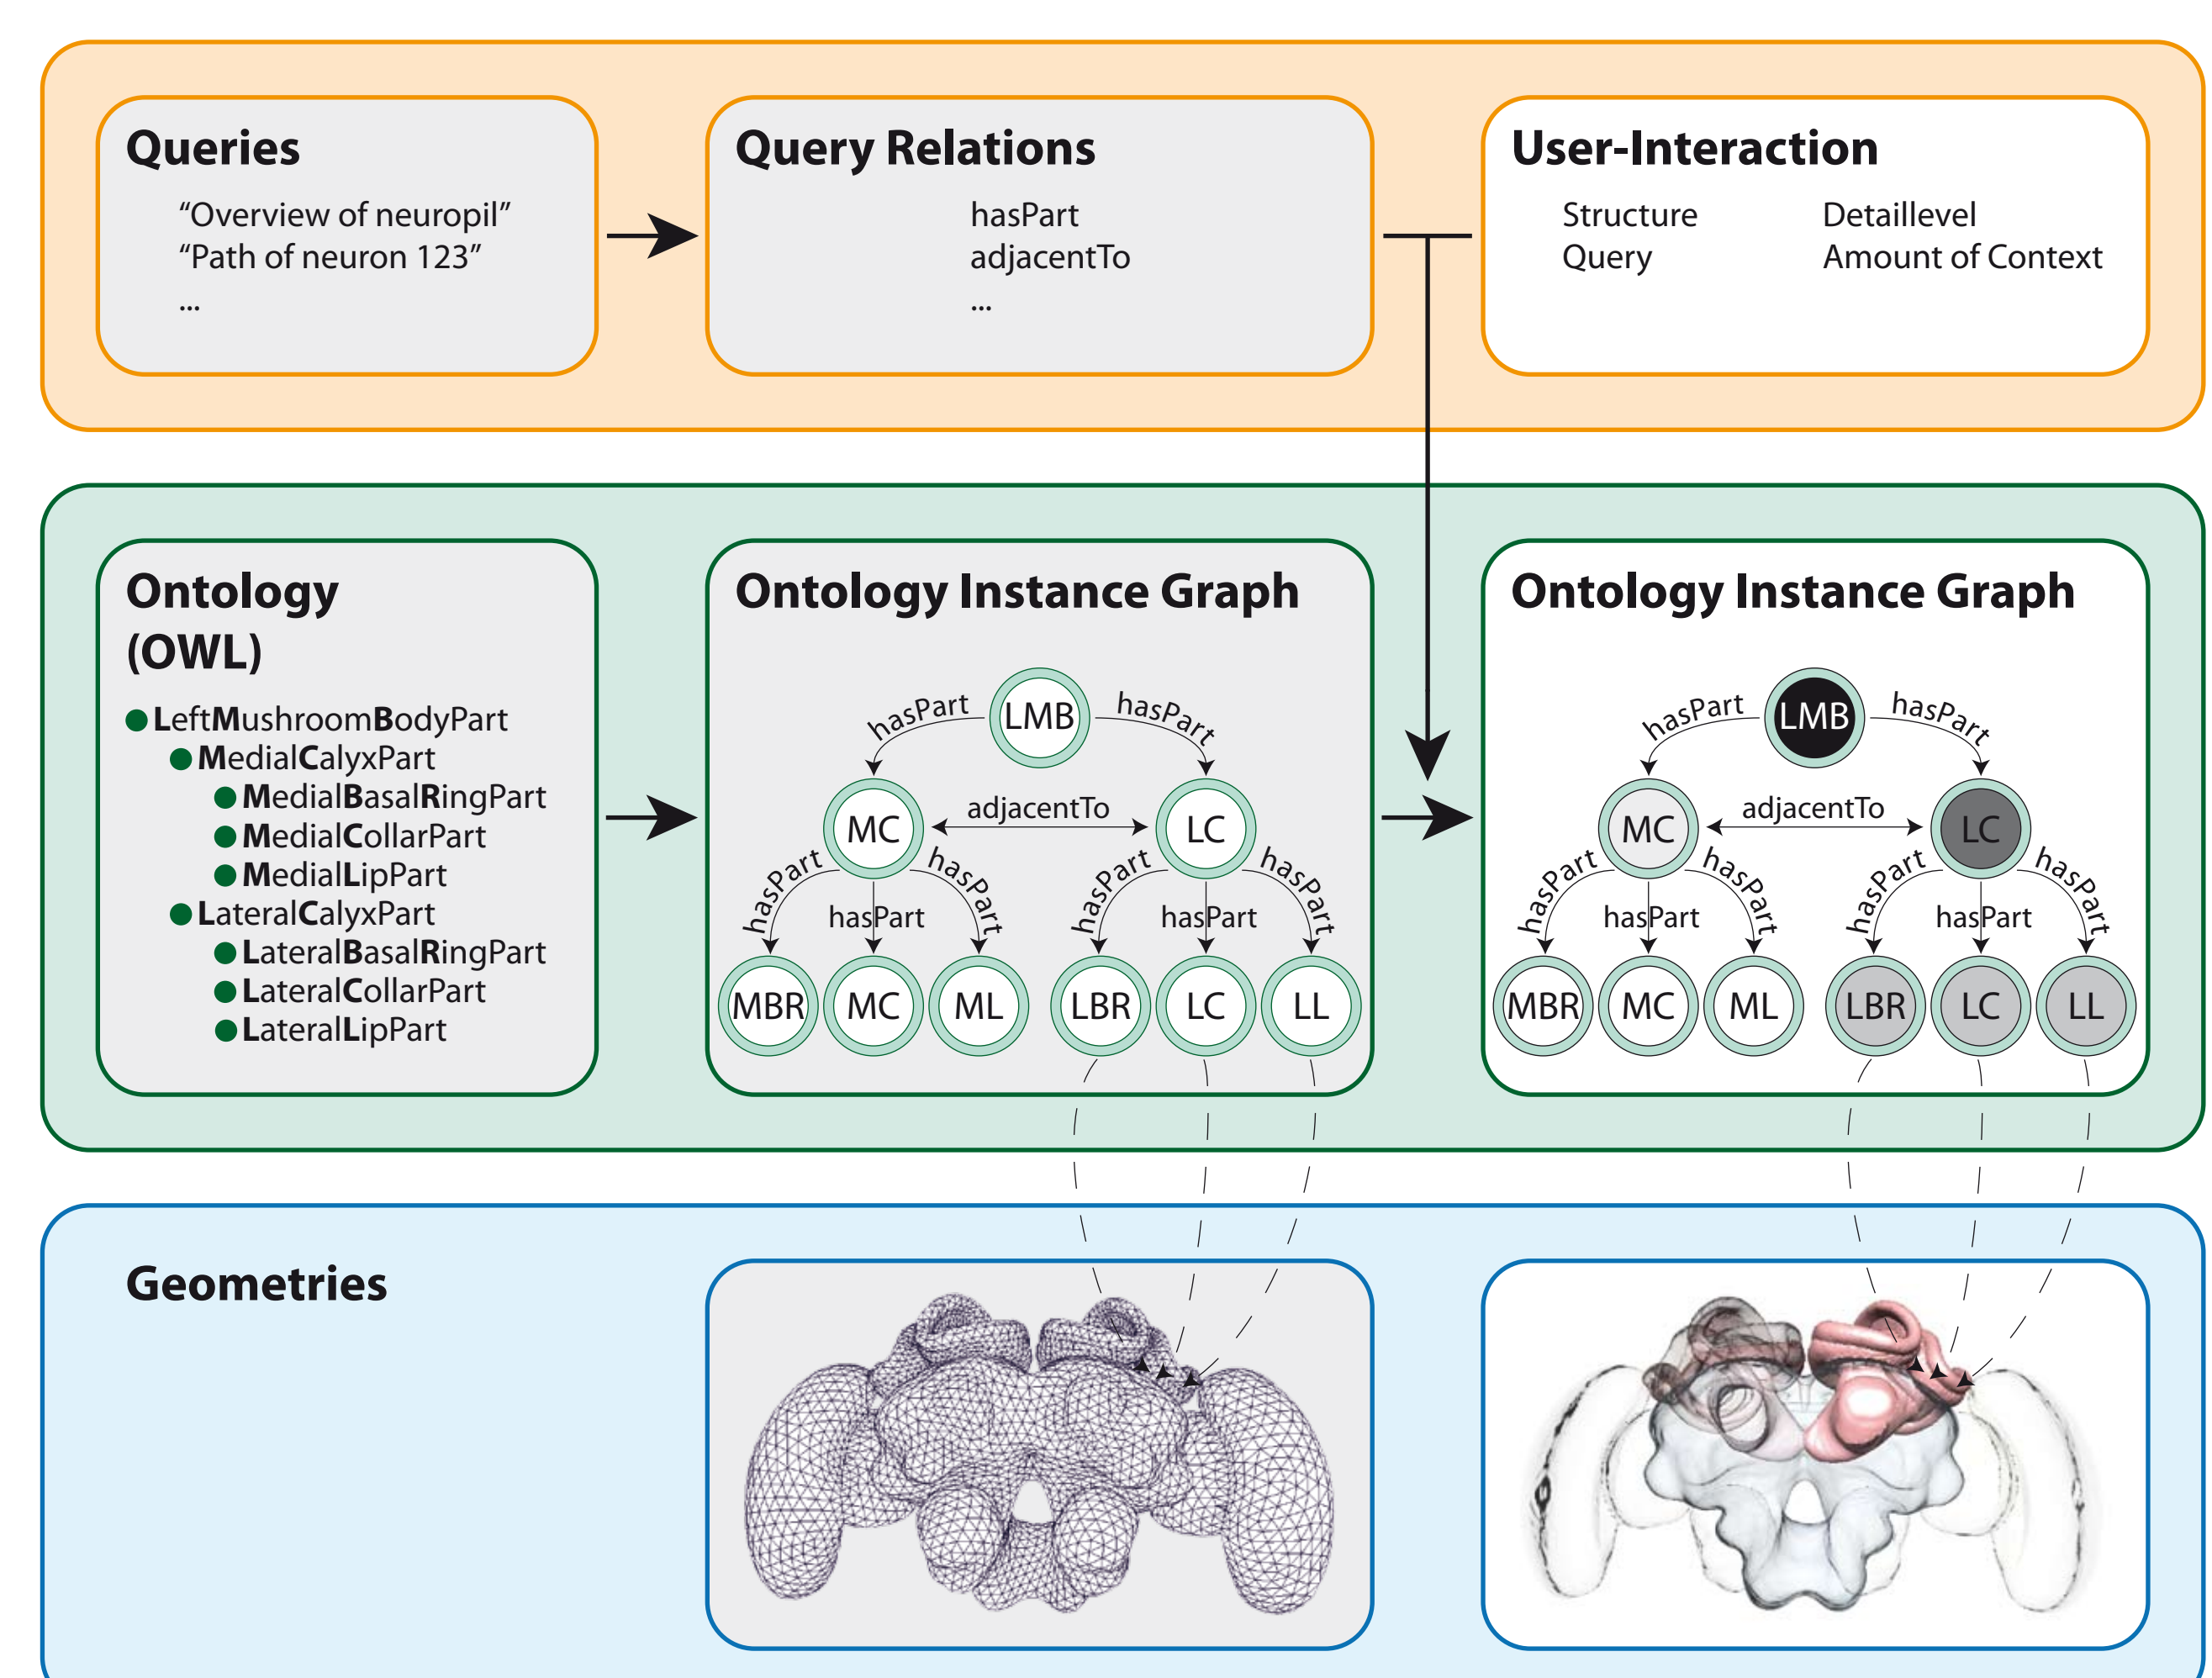 Queries
“Overview of neuropil”
“Path of neuron 123”
...
Query Relations
hasPart
adjacentTo
...
User-Interaction
Structure
Query
Detaillevel
Amount of Context
Ontology
(OWL)
LeftMushroomBodyPart
MedialCalyxPart
MedialBasalRingPart
MedialCollarPart
MedialLipPart
LateralCalyxPart
LateralBasalRingPart
LateralCollarPart
LateralLipPart
Ontology Instance Graph
hasPart
LMB
hasPart
MC
adjacentTo
LC
hasPart
hasPart
hasPart
hasPart
hasPart
hasPart
MBR
MC
ML
LBR
LC
LL
Ontology Instance Graph
hasPart
LMB
hasPart
MC
adjacentTo
LC
hasPart
hasPart
hasPart
hasPart
hasPart
hasPart
MBR
MC
ML
LBR
LC
LL
Geometries